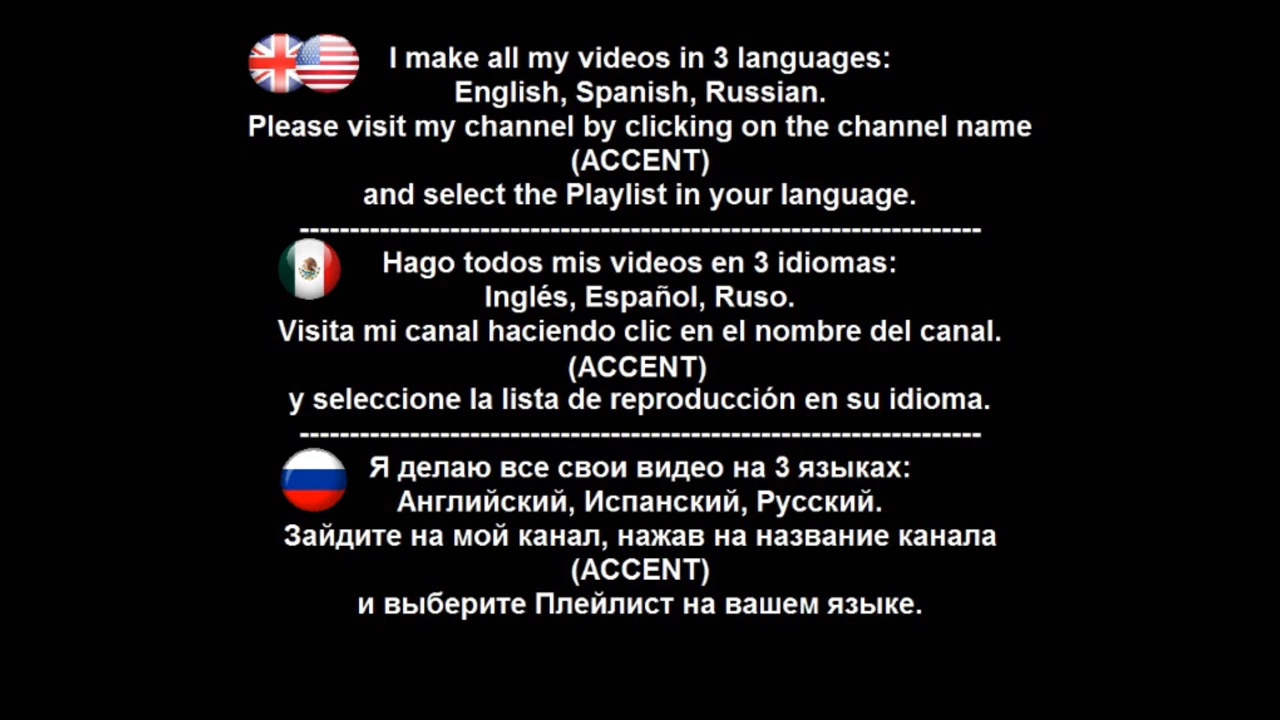 I make all my videos in 3 languages:
English, Spanish, Russian.
Please visit my channel by clicking on the channel name
(ACCENT)
and select the Playlist in your language.
--------------------------------------------------------------------
Hago todos mis videos en 3 idiomas:
Inglés, Español, Ruso.
Visita mi canal haciendo clic en el nombre del canal.
(ACCENT)
y seleccione la lista de reproducción en su idioma.
--------------------------------------------------------------------
Я делаю все свои видео на 3 языках:
Английский, Испанский, Русский.
Зайдите на мой канал, нажав на название канала
(ACCENT)
и выберите Плейлист на вашем языке.